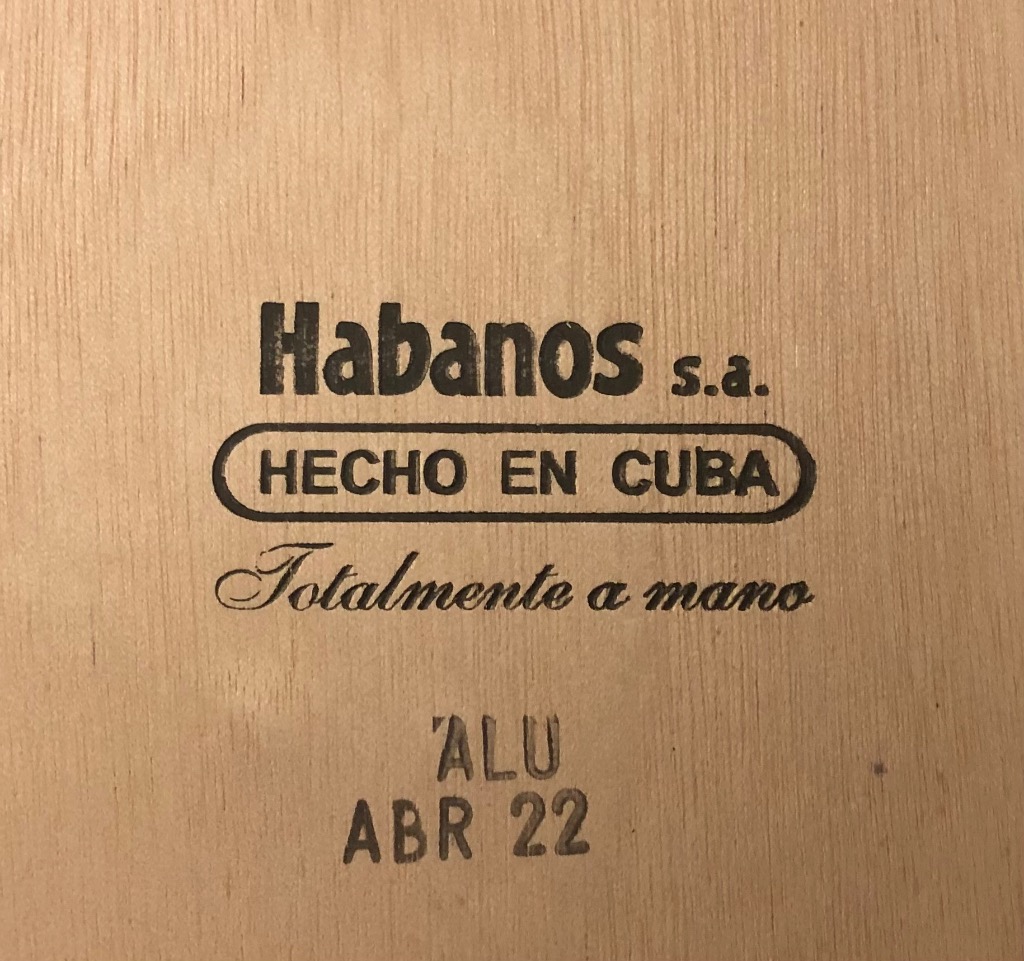 Habanos s.a.
HECHO EN CUBA
Totalmente a mano
ALU
ABR 22